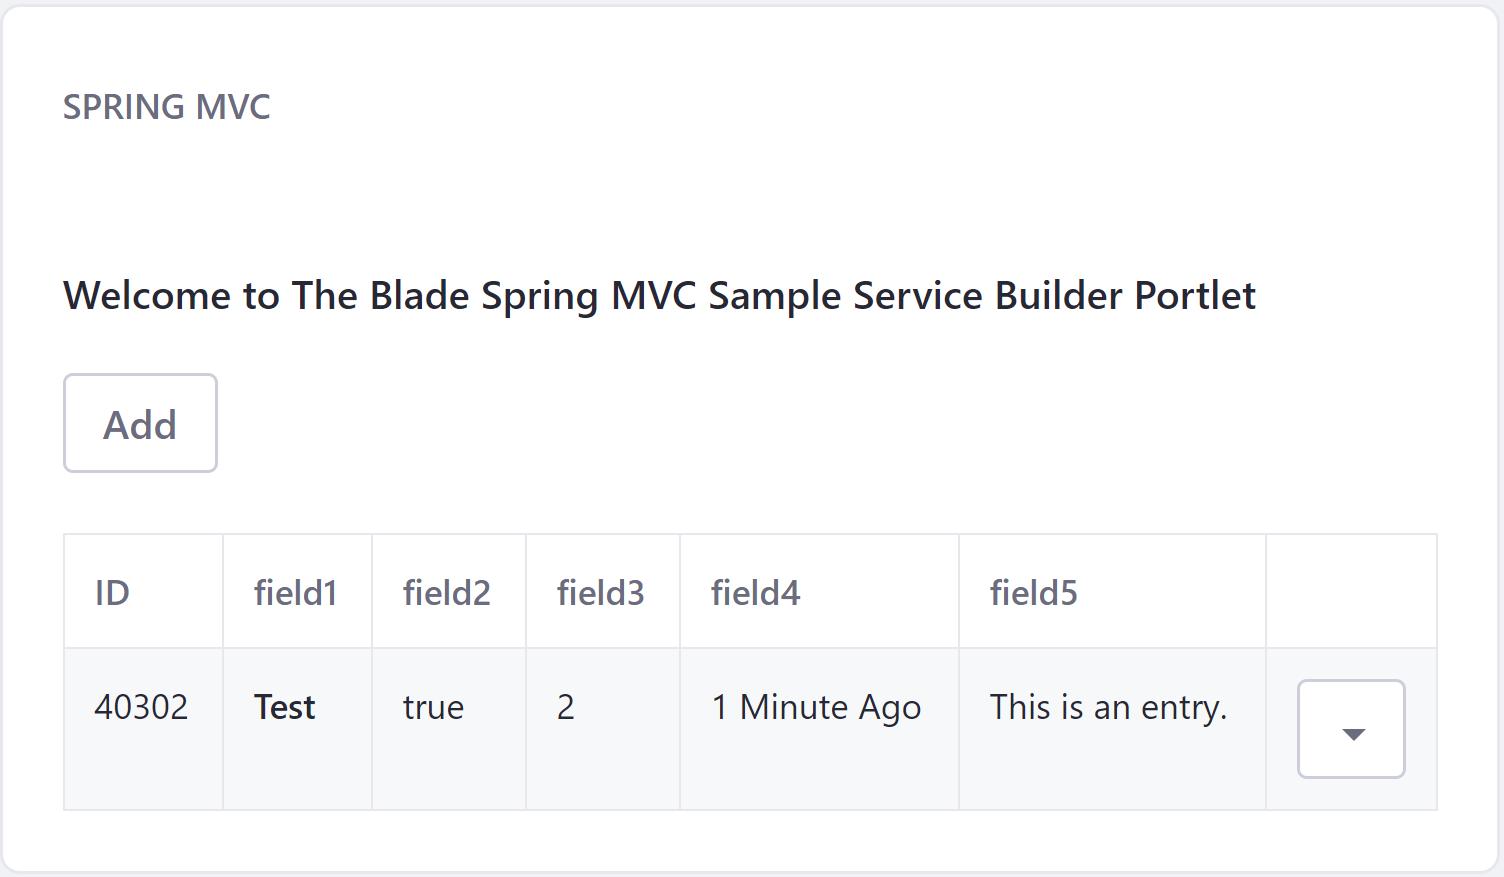 SPRING MVC
Welcome to The Blade Spring MVC Sample Service Builder Portlet
Add
ID field1 field2 field3 field4 field5
40302 Test true 2 1 Minute Ago This is an entry.